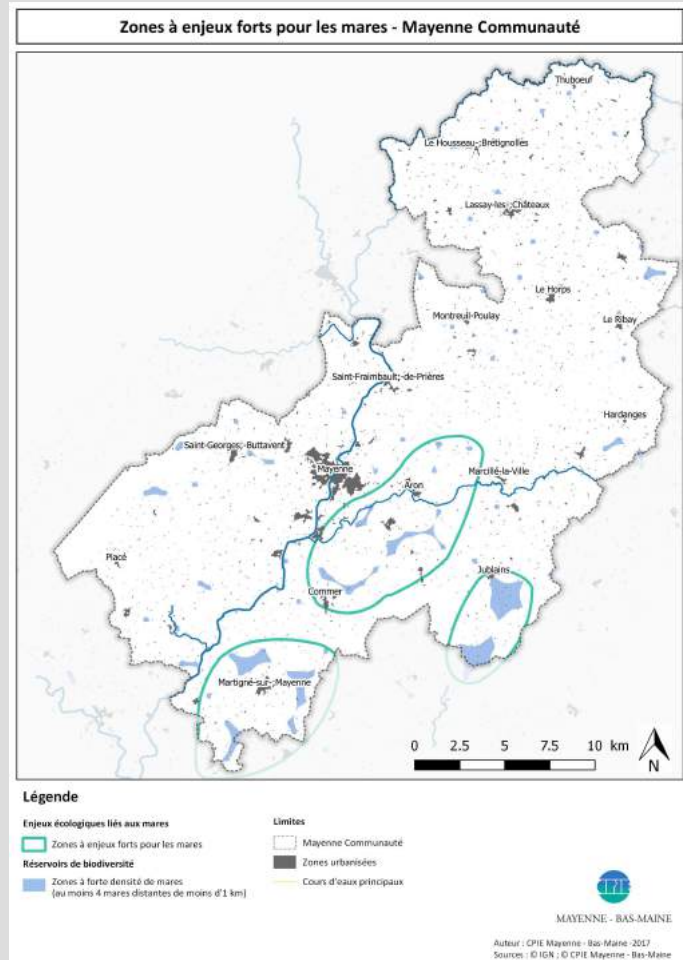 Zones à enjeux forts pour les mares - Mayenne Communauté
Thuboeuf
Le Housseau-;Brétignolles
Lassay-les-;Châteaux
Le Horps
Montreuil-Poulay
Le Ribay
Saint-Fraimbault;-de-Prières
Hardanges
Saint-Georges;-Buttavent
Mayenne
Marcillé-la-Ville
Aron
Placé
Jublains
Commer
Martigné-sur-;Mayenne
0 2.5 5 7.5 10 km
N
Légende
Enjeux écologiques liés aux mares
Zones à enjeux forts pour les mares
Réservoirs de biodiversité
Zones à forte densité de mares
(au moins 4 mares distantes de moins d'1 km)
Limites
Mayenne Communauté
Zones urbanisées
Cours d'eaux principaux
CPIE
MAYENNE - BAS-MAINE
Auteur : CPIE Mayenne - Bas-Maine -2017
Sources : © IGN ; © CPIE Mayenne - Bas-Maine